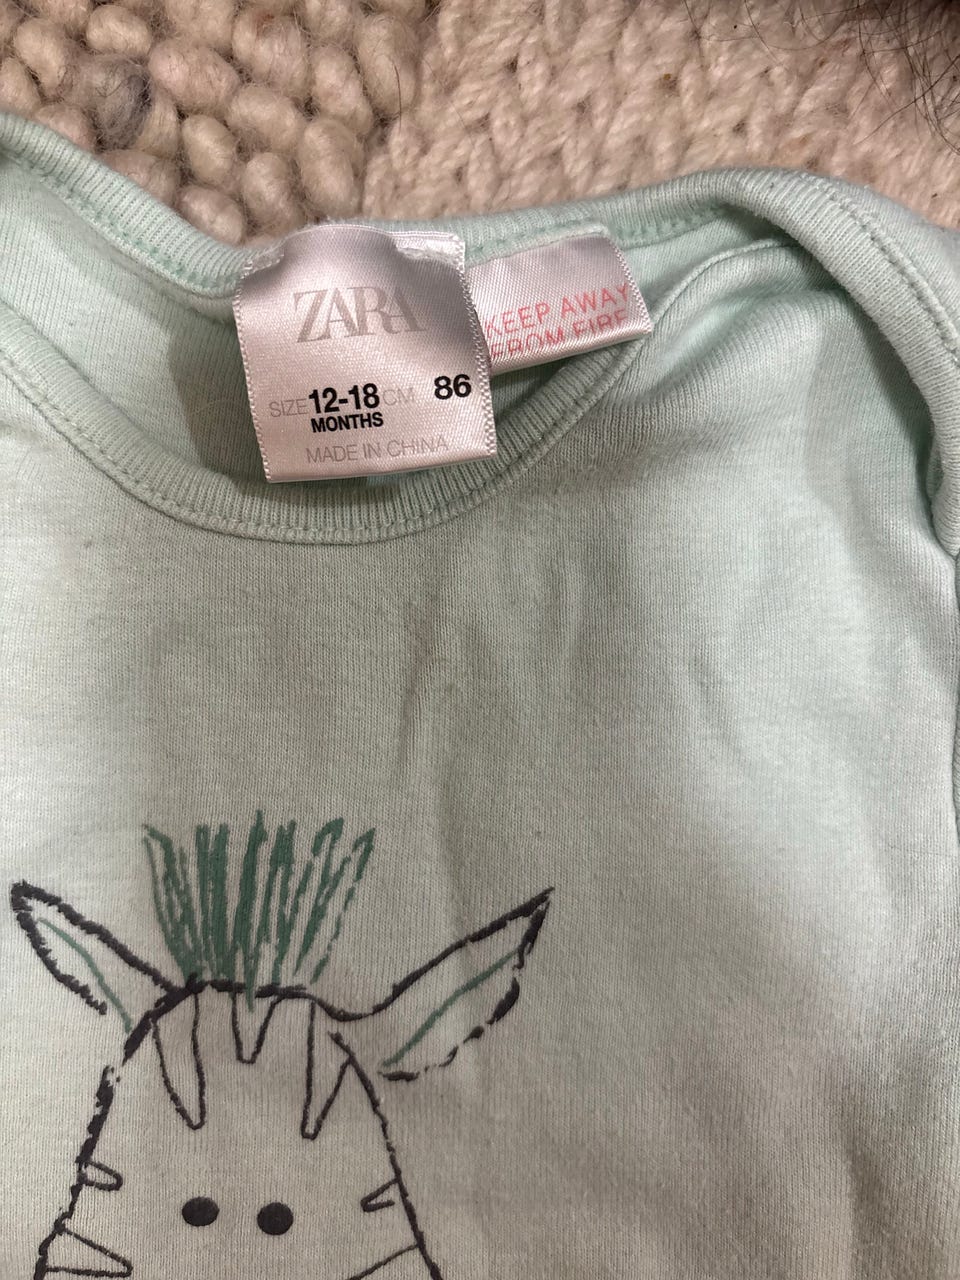 ZARA
SIZE 12-18 CM 86
MONTHS
MADE IN CHINA
KEEP AWAY
FROM FIRE